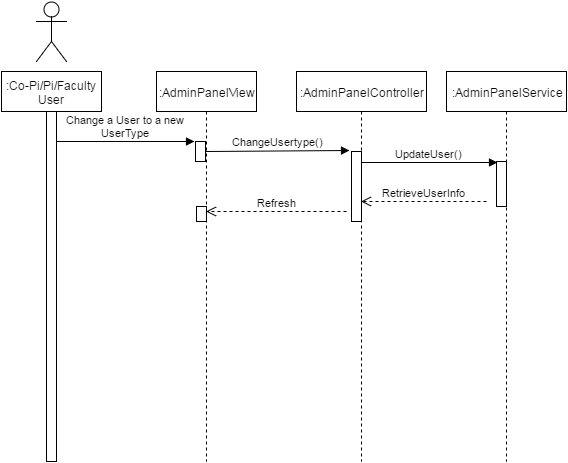 :Co-Pi/Pi/Faculty
User
:AdminPanelView
:AdminPanelController
:AdminPanelService
Change a User to a new
UserType
ChangeUsertype()
UpdateUser()
RetrieveUserInfo
Refresh